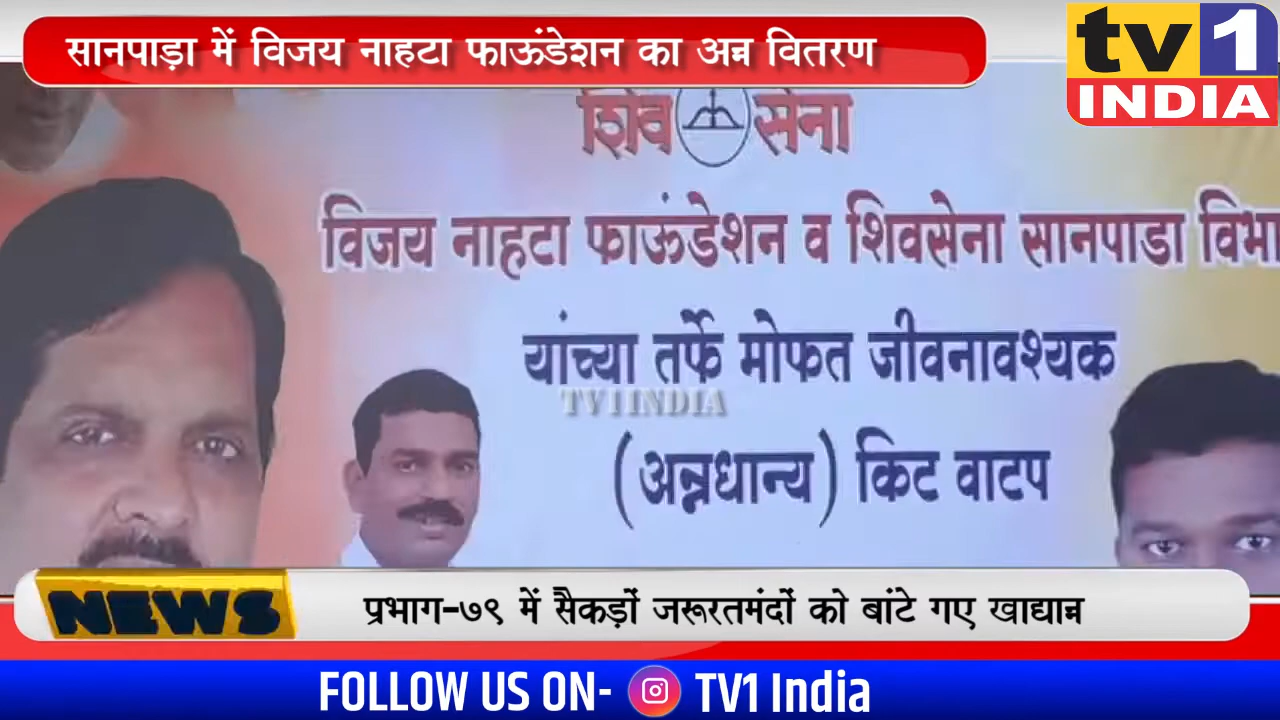 सानपाड़ा में विजय नाहटा फाऊंडेशन का अन्न वितरण
tv1
INDIA
शिव सेना
विजय नाहटा फाऊंडेशन व शिवसेना सानपाडा विभा
यांच्या तर्फे मोफत जीवनावश्यक
TV1INDIA
(अन्नधान्य) किट वाटप
NEWS
प्रभाग-७९ में सैकड़ों जरूरतमंदों को बांटे गए खाद्यान्न
FOLLOW US ON- TV1 India